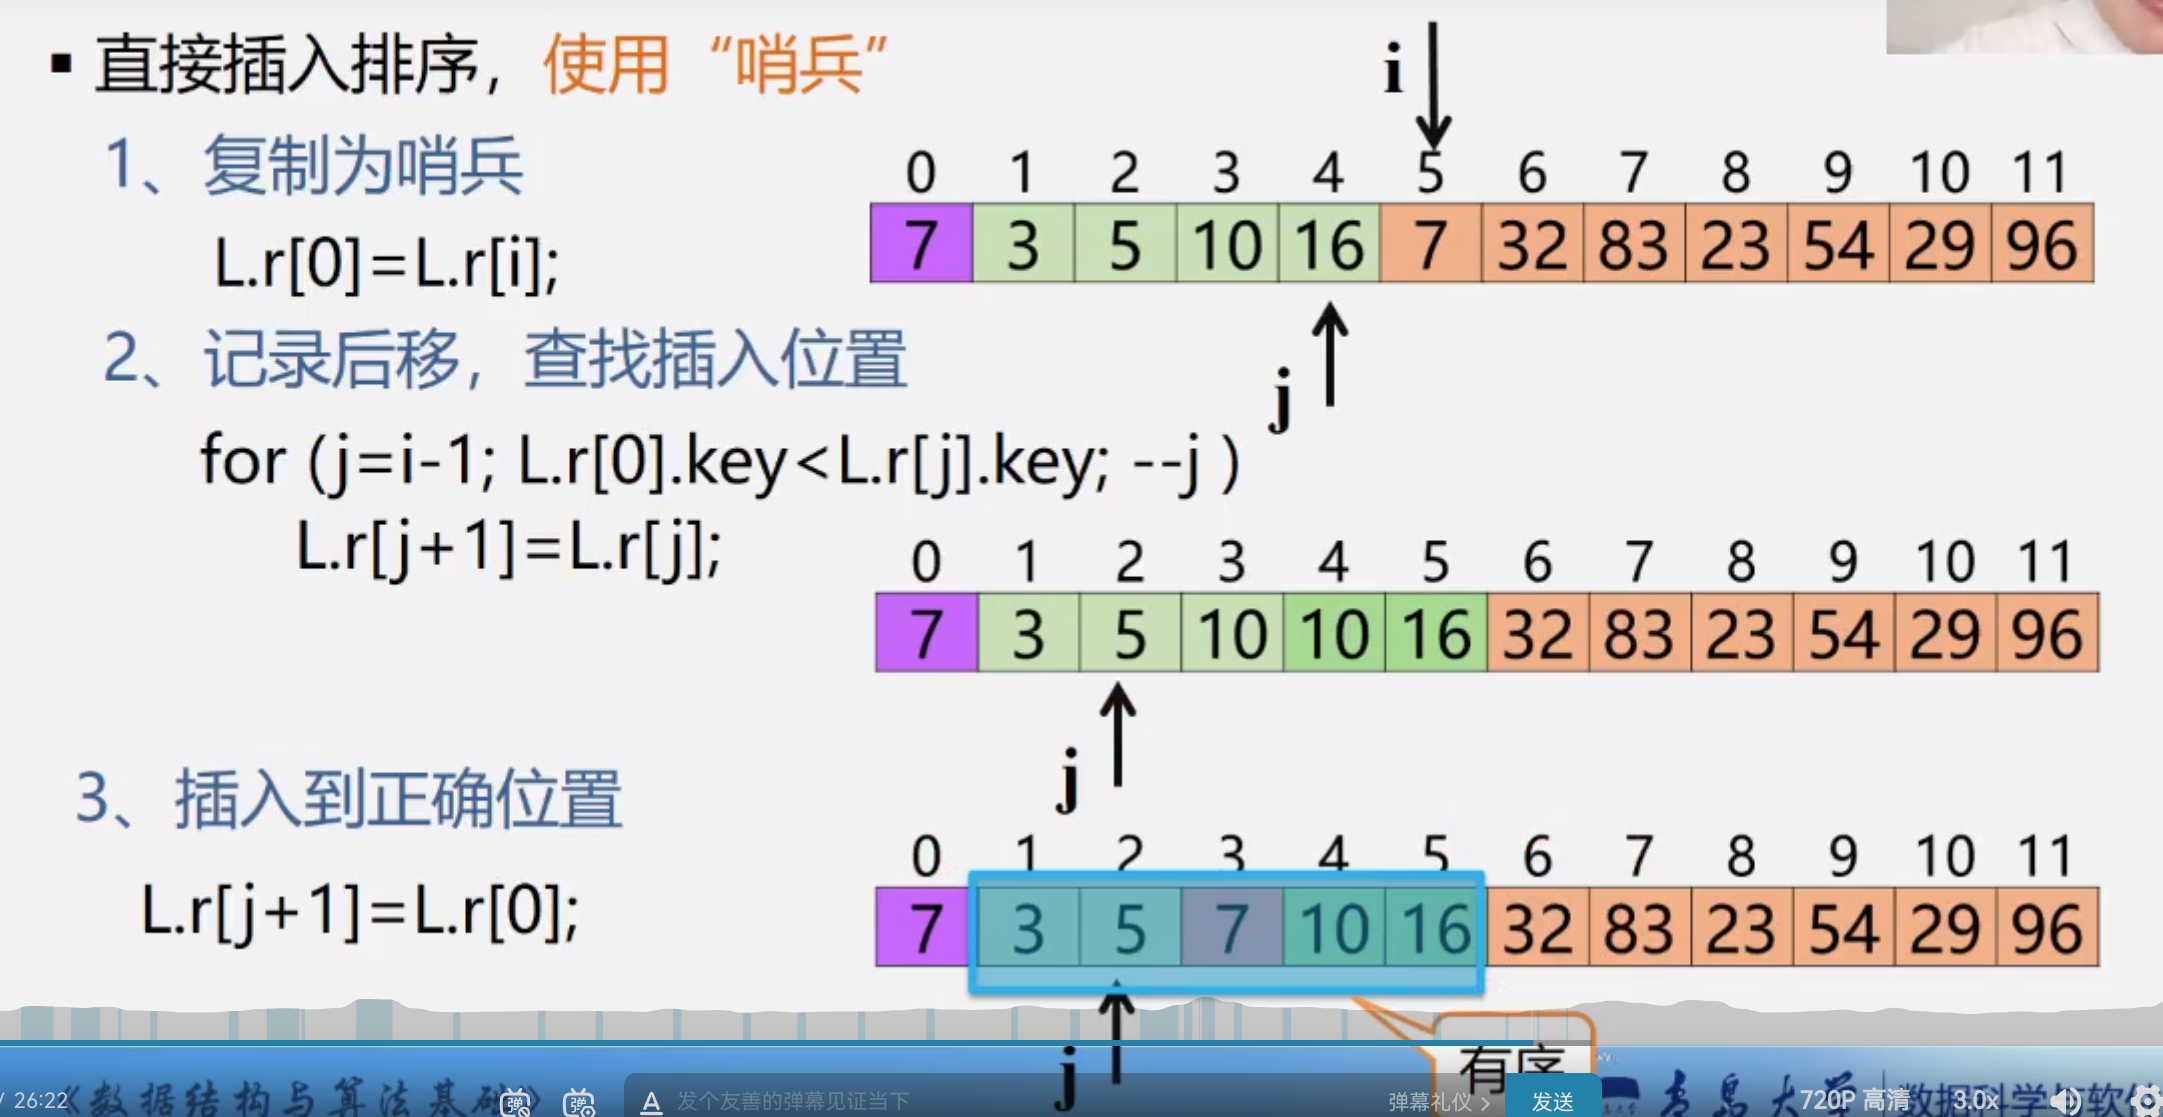 ▪ 直接插入排序，使用“哨兵”
1、复制为哨兵
L.r[0]=L.r[i];
i
0 1 2 3 4 5 6 7 8 9 10 11
7 3 5 10 16 7 32 83 23 54 29 96
j
2、记录后移，查找插入位置
for (j=i-1; L.r[0].key<L.r[j].key; --j )
L.r[j+1]=L.r[j];
0 1 2 3 4 5 6 7 8 9 10 11
7 3 5 10 10 16 32 83 23 54 29 96
j
3、插入到正确位置
L.r[j+1]=L.r[0];
0 1 2 3 4 5 6 7 8 9 10 11
7 3 5 7 10 16 32 83 23 54 29 96
j
有序
《数据结构与算法基础》
青岛大学
数据科学与软
/ 26:22
弹
弹
A
发个友善的弹幕见证当下
弹幕礼仪 >
发送
720P 高清
3.0x